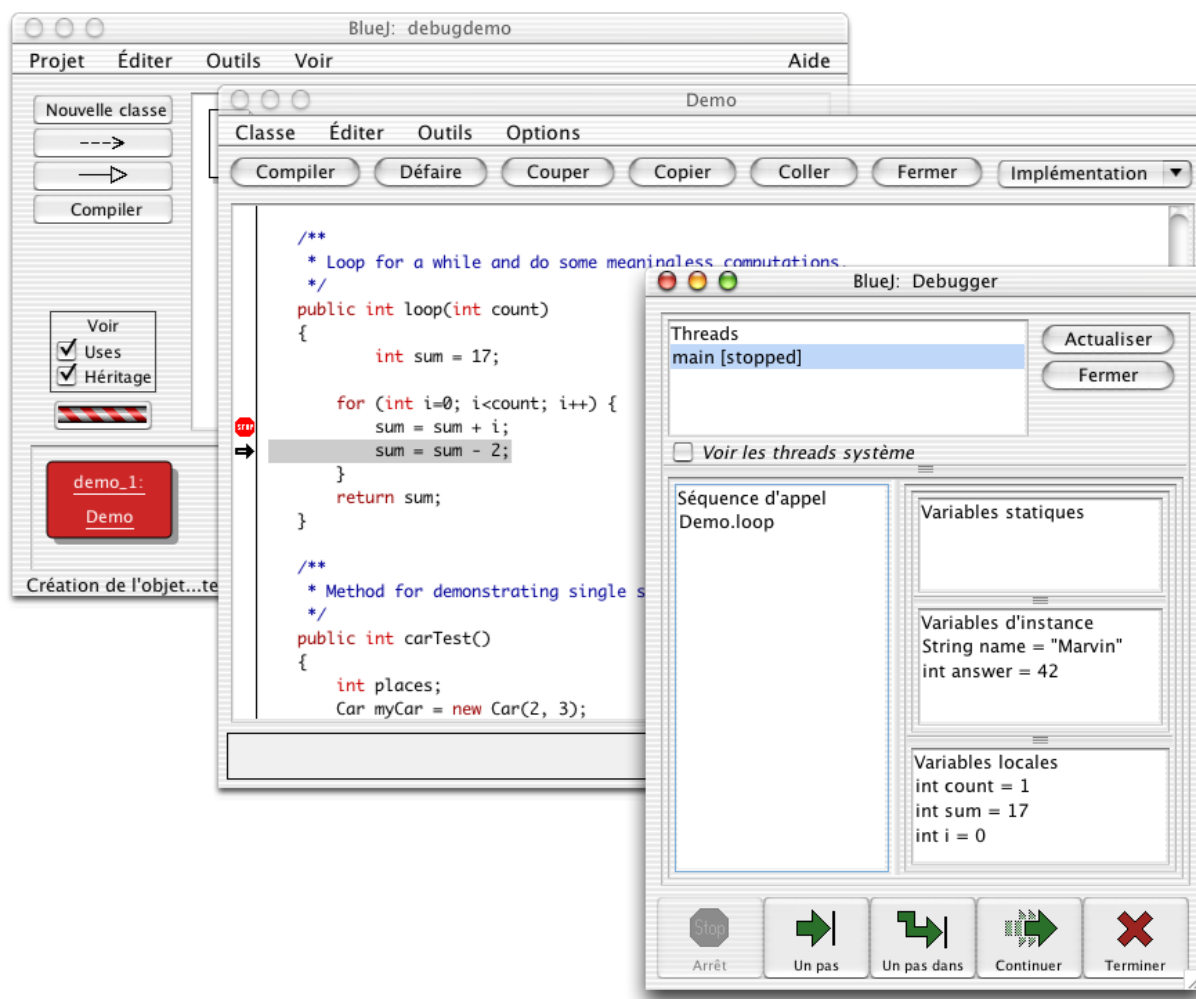 BlueJ: debugdemo
Projet Éditer Outils Voir Aide
Nouvelle classe
Compiler
Voir
Uses
Héritage
demo_1:
Demo
Création de l'objet...te
Demo
Classe Éditer Outils Options
Compiler Défaire Couper Copier Coller Fermer Implémentation
/**
* Loop for a while and do some meaningless computations.
*/
public int loop(int count)
{
int sum = 17;
for (int i=0; i<count; i++) {
STOP
sum = sum + i;
sum = sum - 2;
}
return sum;
}
/**
* Method for demonstrating single s
*/
public int carTest()
{
int places;
Car myCar = new Car(2, 3);
BlueJ: Debugger
Threads
main [stopped]
Actualiser
Fermer
Voir les threads système
Séquence d'appel
Demo.loop
Variables statiques
Variables d'instance
String name = "Marvin"
int answer = 42
Variables locales
int count = 1
int sum = 17
int i = 0
Stop
Arrêt Un pas Un pas dans Continuer Terminer